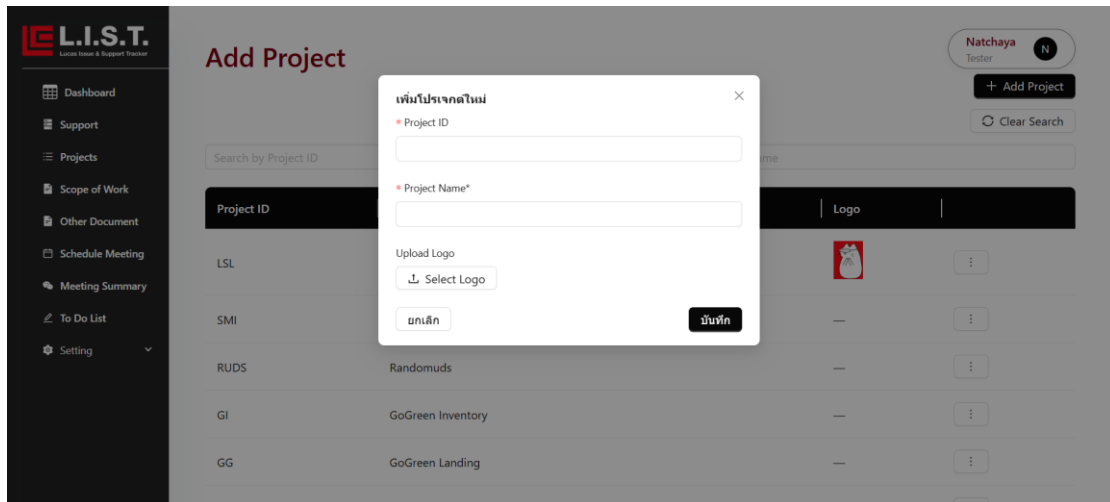 L.I.S.T.
Lucas Issue & Support Tracker
Dashboard
Support
Projects
Scope of Work
Other Document
Schedule Meeting
Meeting Summary
To Do List
Setting
Add Project
Natchaya
Tester
N
+ Add Project
Clear Search
Search by Project ID
Project ID
Logo
LSL
—
SMI
—
RUDS
Randomuds
—
GI
GoGreen Inventory
—
GG
GoGreen Landing
—
เพิ่มโปรเจกต์ใหม่
* Project ID
* Project Name*
Upload Logo
Select Logo
ยกเลิก
บันทึก